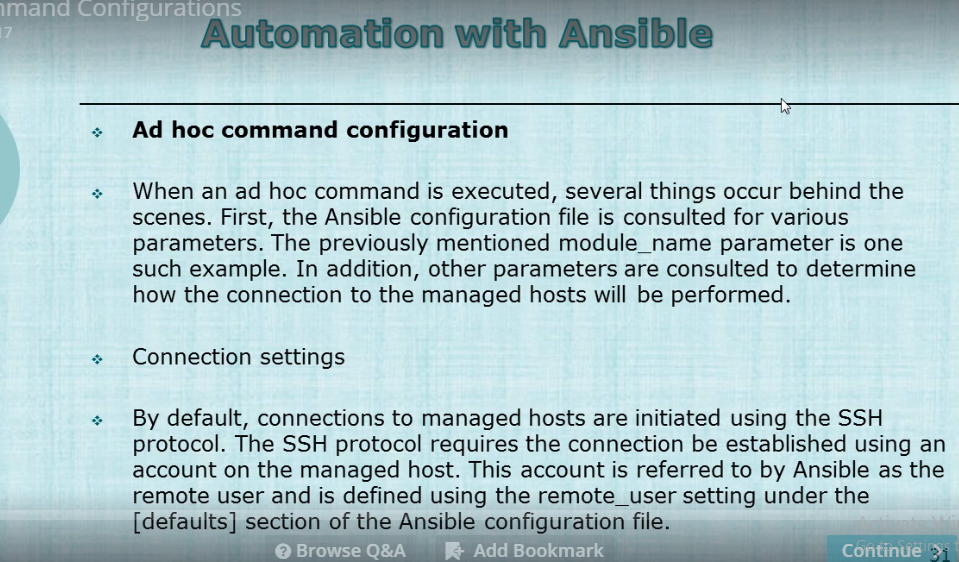 mmand Configurations
17
Automation with Ansible
Ad hoc command configuration
When an ad hoc command is executed, several things occur behind the
scenes. First, the Ansible configuration file is consulted for various
parameters. The previously mentioned module_name parameter is one
such example. In addition, other parameters are consulted to determine
how the connection to the managed hosts will be performed.
Connection settings
By default, connections to managed hosts are initiated using the SSH
protocol. The SSH protocol requires the connection be established using an
account on the managed host. This account is referred to by Ansible as the
remote user and is defined using the remote_user setting under the
[defaults] section of the Ansible configuration file.
Activate Wi
Go to Settings t
Browse Q&A Add Bookmark Continue 31